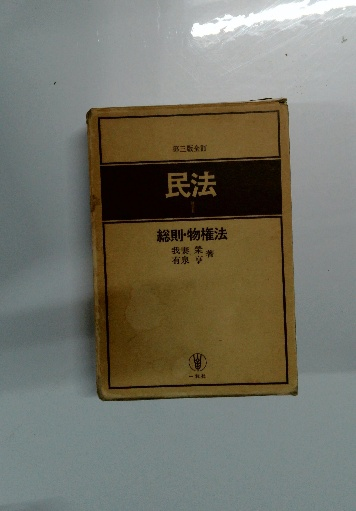 第三版全訂
民法
1
総則・物権法
我妻 栄
有泉 亨 著
一粒社